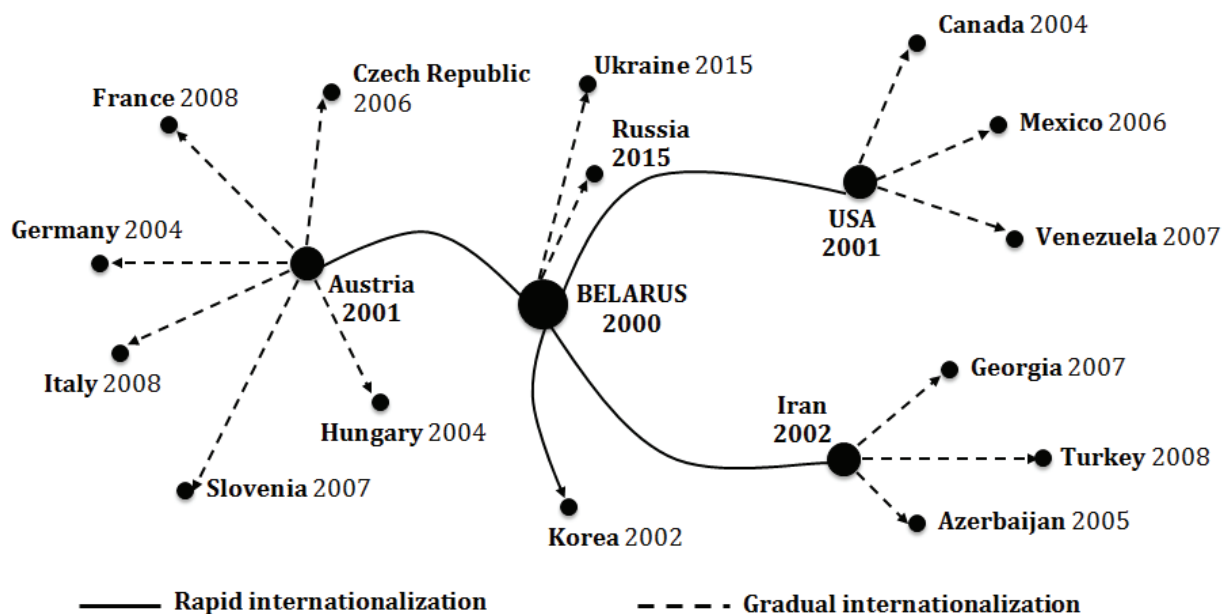 Canada 2004
Ukraine 2015
Czech Republic
2006
France 2008
Russia
2015
Mexico 2006
USA
2001
Venezuela 2007
Germany 2004
Austria
2001
BELARUS
2000
Italy 2008
Georgia 2007
Iran
2002
Hungary 2004
Turkey 2008
Slovenia 2007
Korea 2002
Azerbaijan 2005
Rapid internationalization
Gradual internationalization